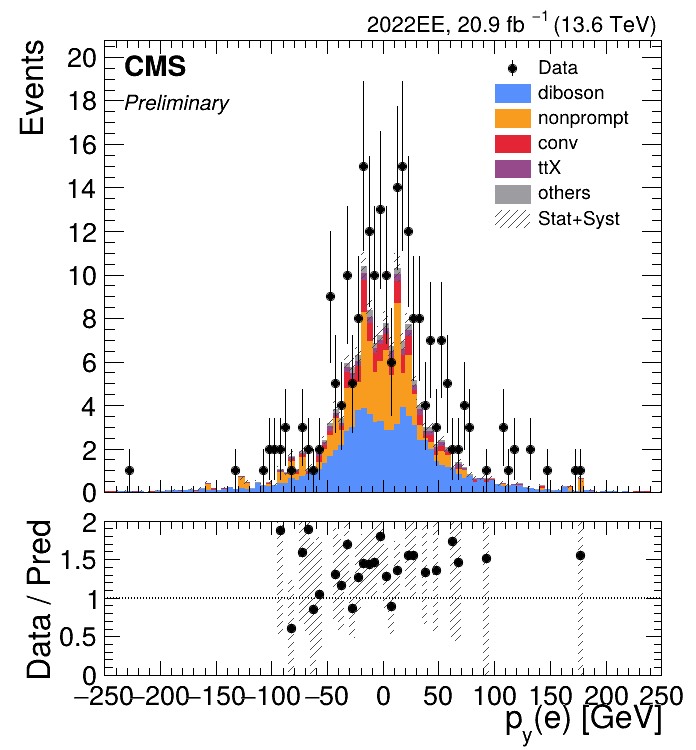 2022EE, 20.9 fb⁻¹ (13.6 TeV)
CMS
Preliminary
Events
20
18
16
14
12
10
8
6
4
2
0
Data
diboson
nonprompt
conv
ttX
others
Stat+Syst
Data / Pred
2
1.5
1
0.5
0
−250 −200 −150 −100 −50 0 50 100 150 200 250
p_y(e) [GeV]